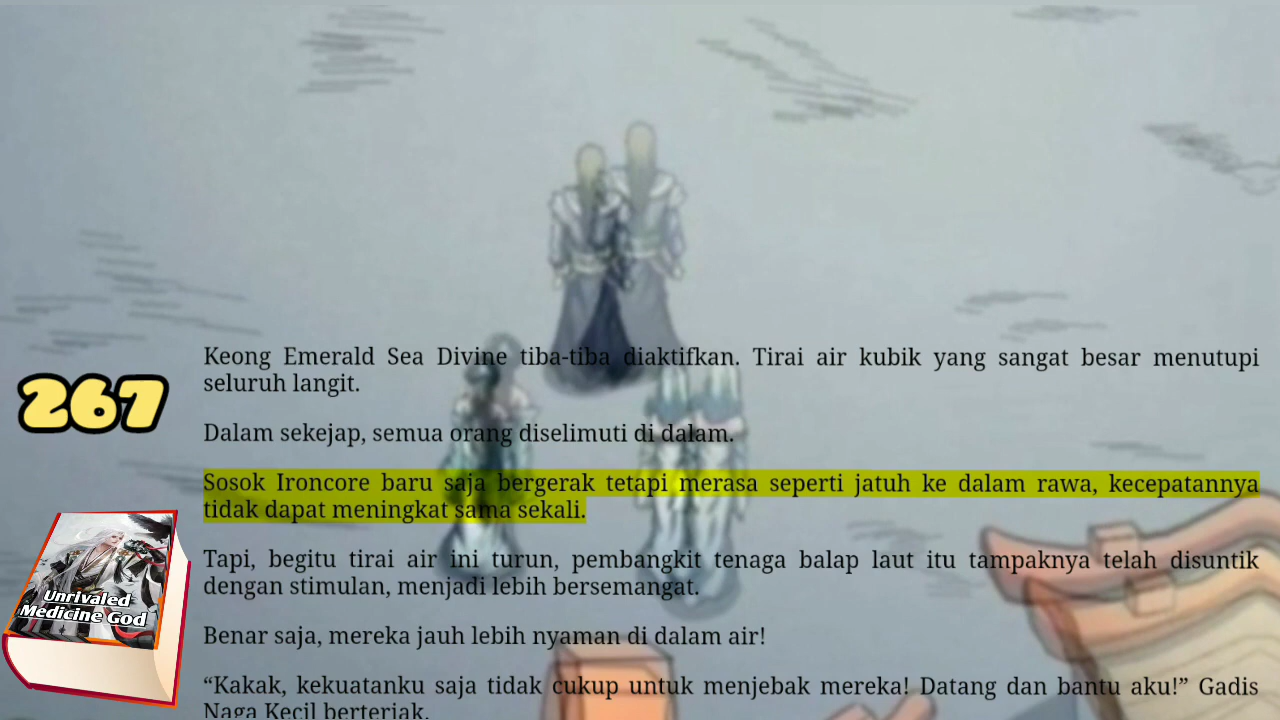 Keong Emerald Sea Divine tiba-tiba diaktifkan. Tirai air kubik yang sangat besar menutupi
seluruh langit.
267
Dalam sekejap, semua orang diselimuti di dalam.
Sosok Ironcore baru saja bergerak tetapi merasa seperti jatuh ke dalam rawa, kecepatannya
tidak dapat meningkat sama sekali.
Tapi, begitu tirai air ini turun, pembangkit tenaga balap laut itu tampaknya telah disuntik
dengan stimulan, menjadi lebih bersemangat.
Unrivaled
Medicine God
Benar saja, mereka jauh lebih nyaman di dalam air!
“Kakak, kekuatanku saja tidak cukup untuk menjebak mereka! Datang dan bantu aku!” Gadis
Naga Kecil berteriak.